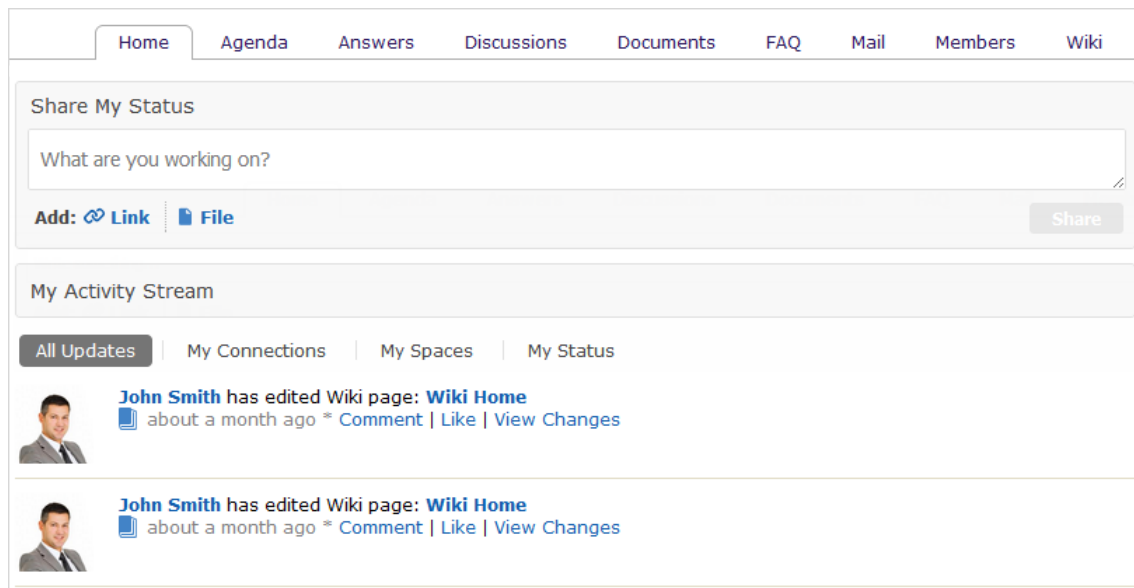 Home Agenda Answers Discussions Documents FAQ Mail Members Wiki
Share My Status
What are you working on?
Add: Link File Share
My Activity Stream
All Updates My Connections My Spaces My Status
John Smith has edited Wiki page: Wiki Home
about a month ago * Comment | Like | View Changes
John Smith has edited Wiki page: Wiki Home
about a month ago * Comment | Like | View Changes